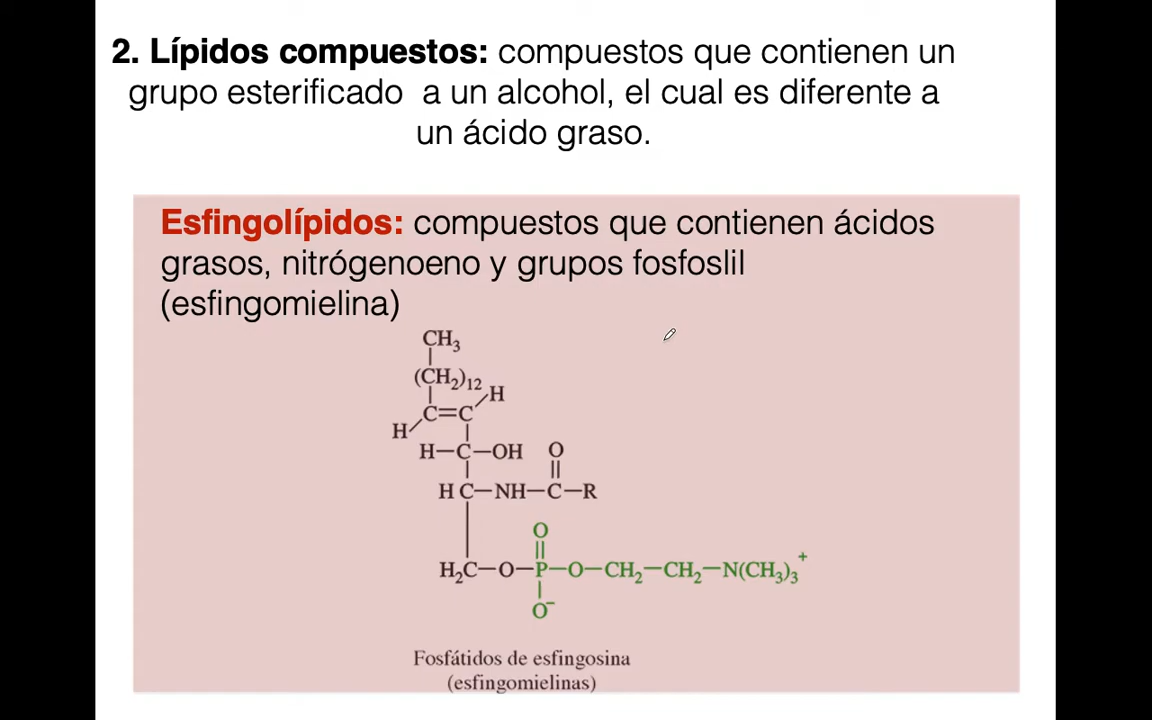 2. Lípidos compuestos: compuestos que contienen un
grupo esterificado a un alcohol, el cual es diferente a
un ácido graso.
Esfingolípidos: compuestos que contienen ácidos
grasos, nitrógenoeno y grupos fosfoslil
(esfingomielina)
CH₃
(CH₂)₁₂
H
C=C
H
H—C—OH O
H C—NH—C—R
O
H₂C—O—P—O—CH₂—CH₂—N(CH₃)₃⁺
O⁻
Fosfátidos de esfingosina
(esfingomielinas)